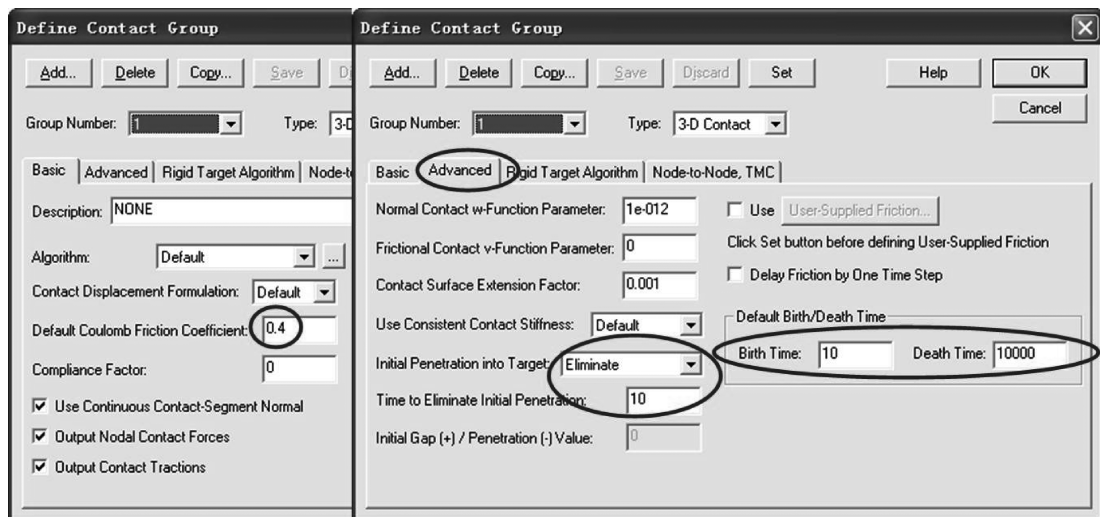 Define Contact Group
Add... Delete Copy... Save
Group Number: 1 Type:
Basic Advanced Rigid Target Algorithm
Description: NONE
Algorithm: Default ...
Contact Displacement Formulation: Default
Default Coulomb Friction Coefficient: 0.4
Compliance Factor: 0
Use Continuous Contact-Segment Normal
Output Nodal Contact Forces
Output Contact Tractions
Define Contact Group
Add... Delete Copy... Save Discard Set Help OK
Cancel
Group Number: 1 Type: 3-D Contact
Basic Advanced Rigid Target Algorithm Node-to-Node, TMC
Normal Contact w-Function Parameter: 1e-012
Frictional Contact v-Function Parameter: 0
Contact Surface Extension Factor: 0.001
Use Consistent Contact Stiffness: Default
Initial Penetration into Target: Eliminate
Time to Eliminate Initial Penetration: 10
Initial Gap (+) / Penetration (-) Value: 0
Use User-Supplied Friction...
Click Set button before defining User-Supplied Friction
Delay Friction by One Time Step
Default Birth/Death Time
Birth Time: 10 Death Time: 10000